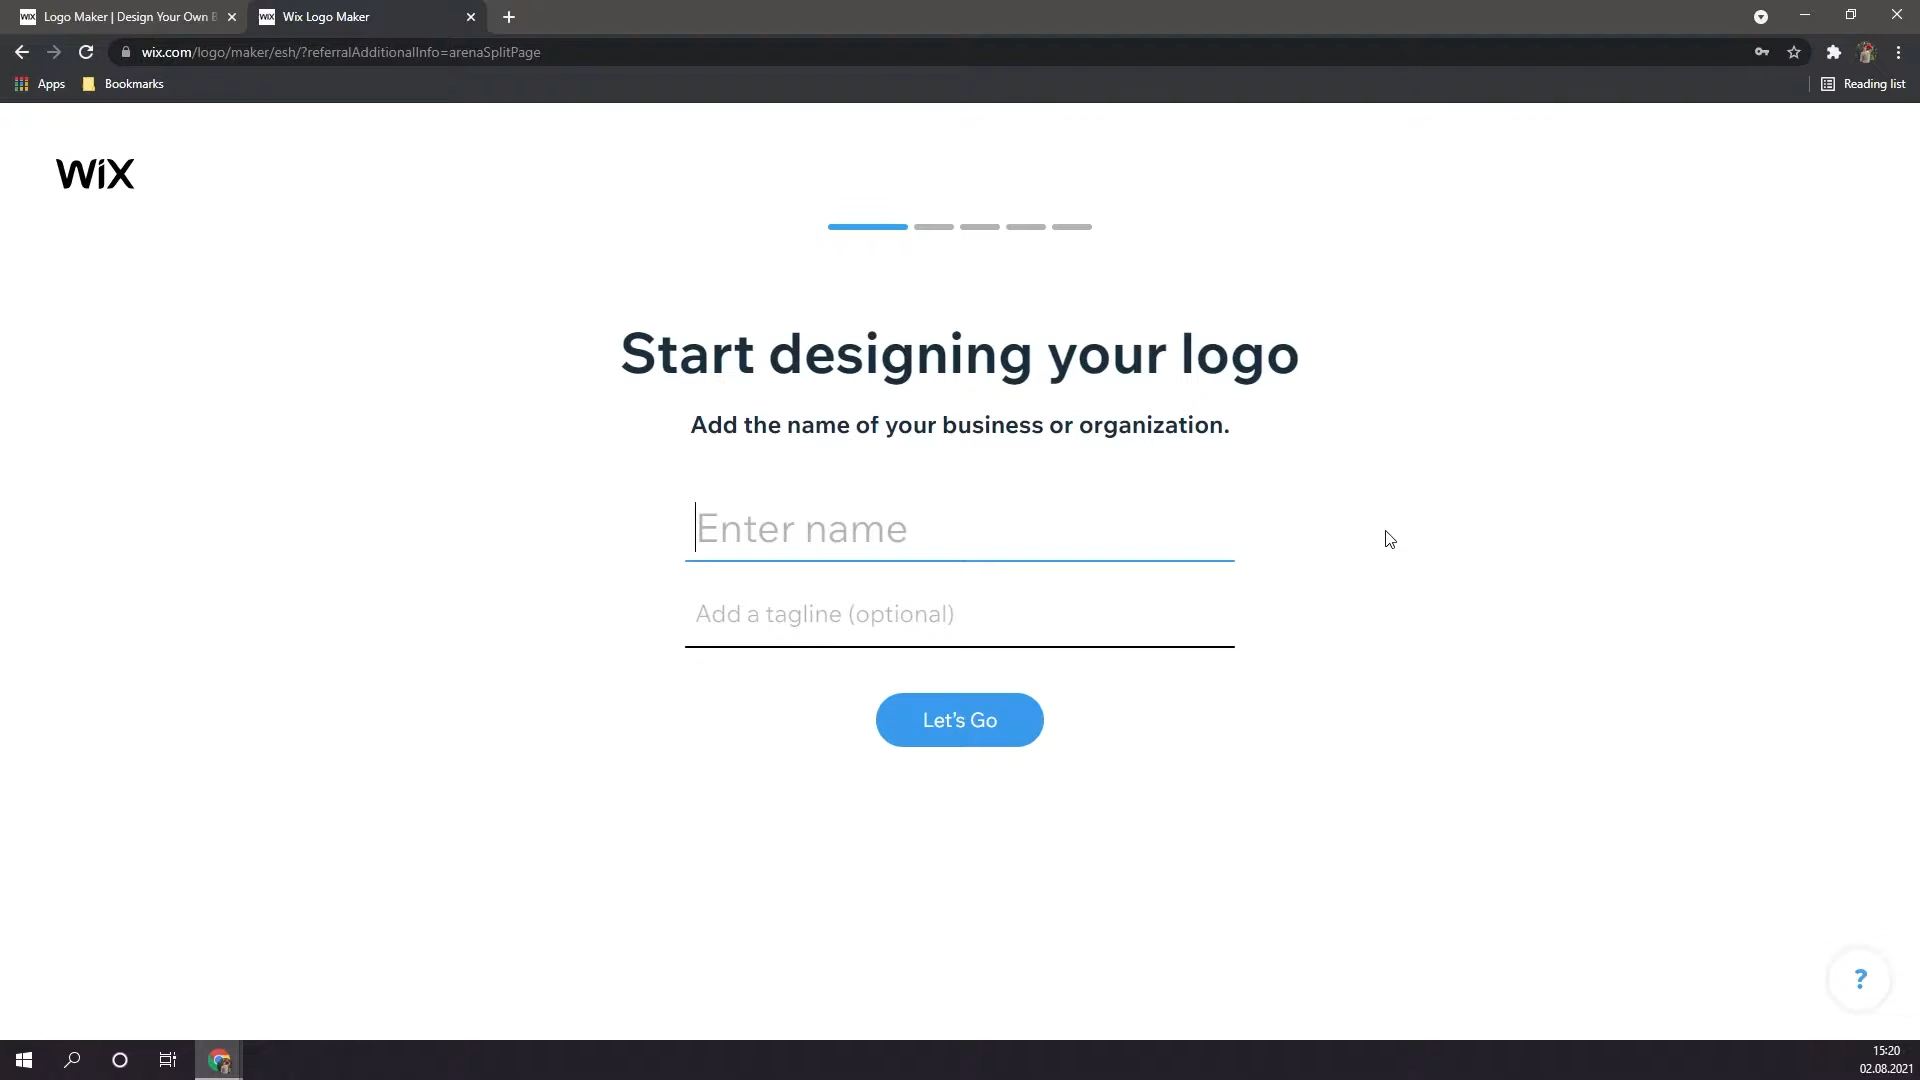 WiX Logo Maker | Design Your Own B
WiX Wix Logo Maker
wix.com/logo/maker/esh/?referralAdditionalInfo=arenaSplitPage
Apps
Bookmarks
Reading list
WiX
Start designing your logo
Add the name of your business or organization.
Enter name
Add a tagline (optional)
Let's Go
?
15:20
02.08.2021